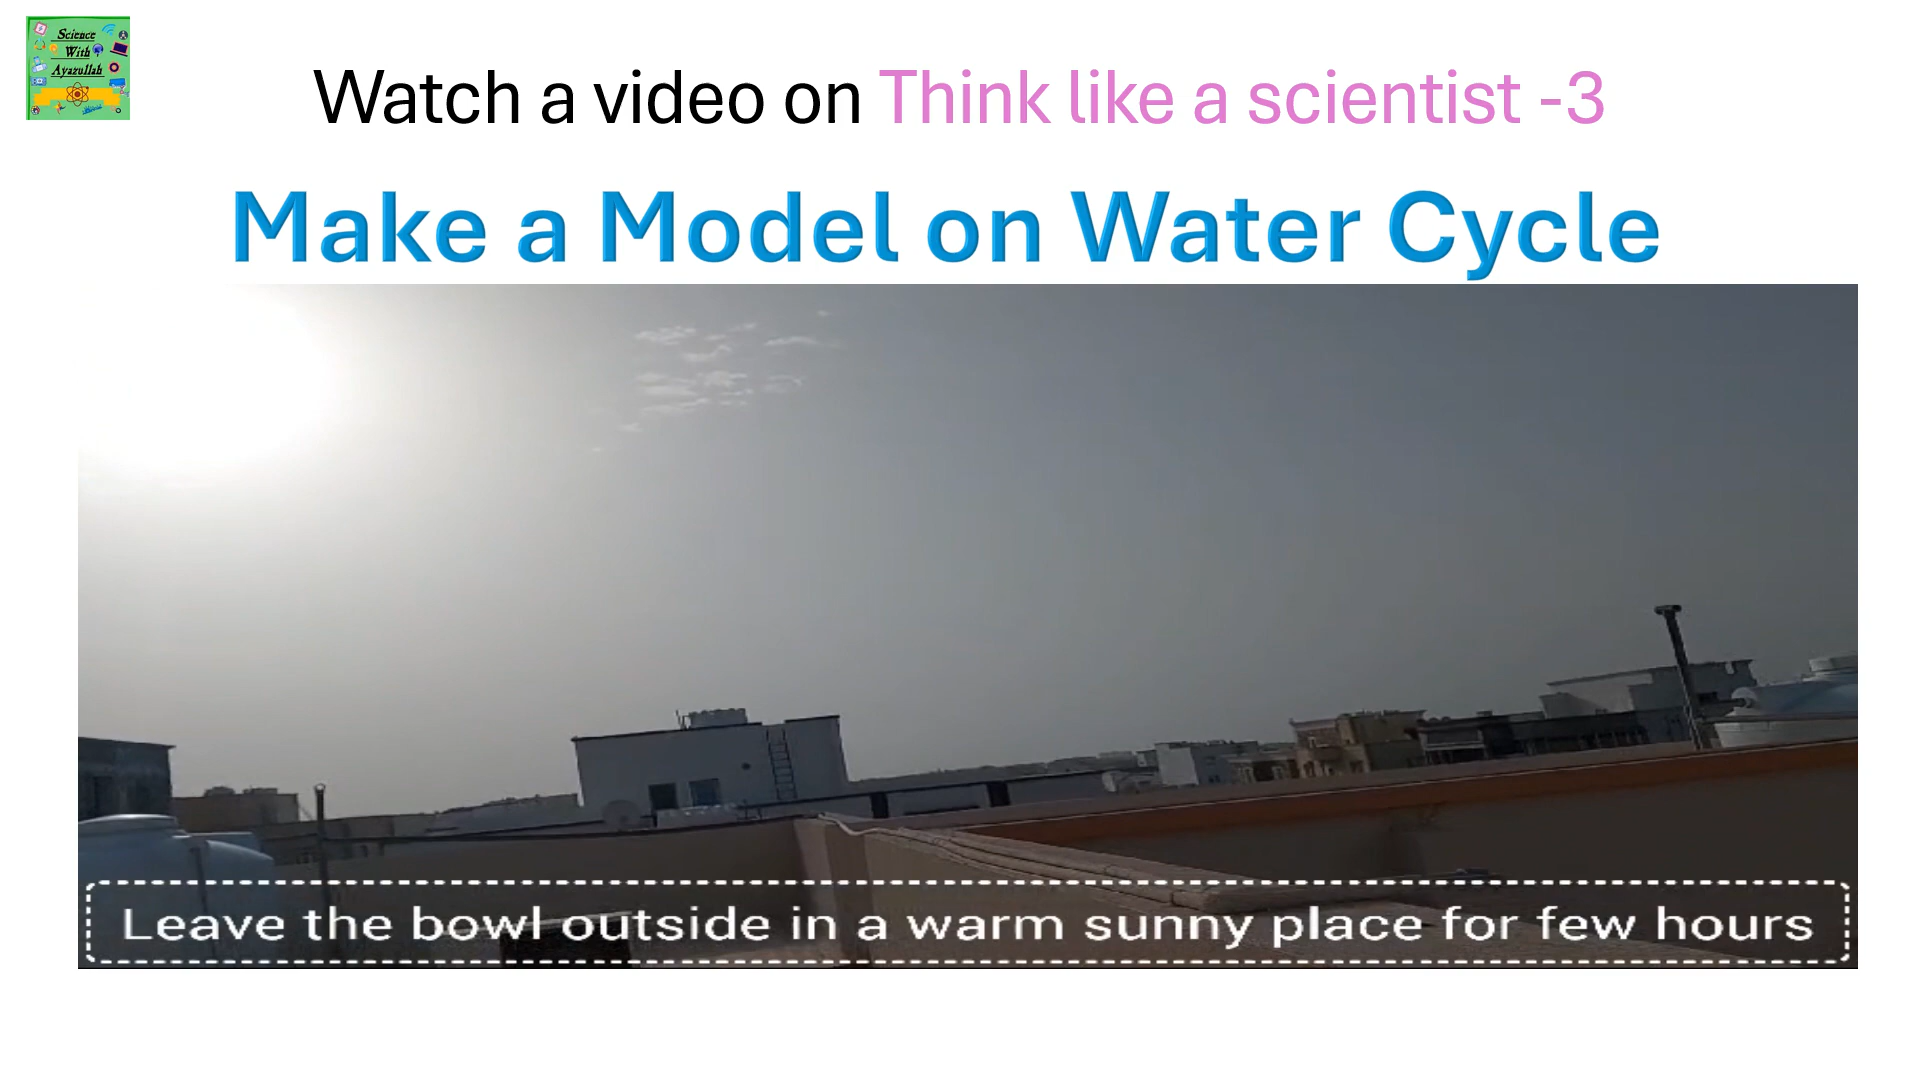 Science
With
Ayazullah
Watch a video on Think like a scientist -3
Make a Model on Water Cycle
Leave the bowl outside in a warm sunny place for few hours